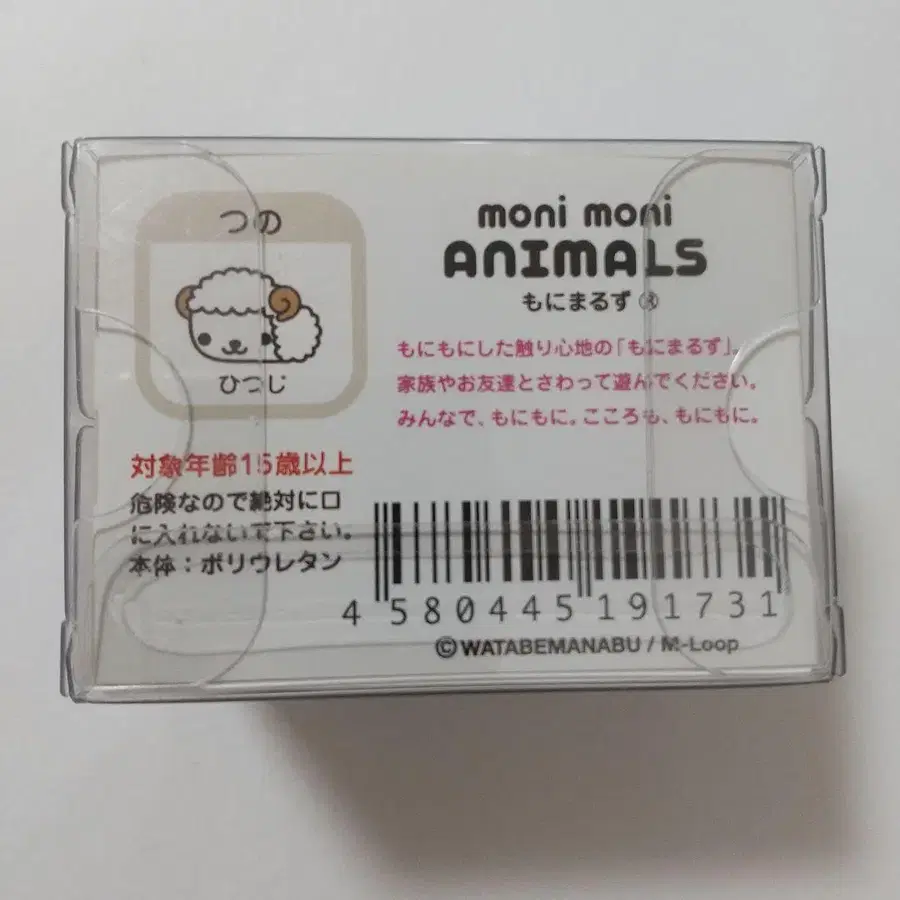 つの
ひつじ
moni moni
ANIMALS
もにまるず®
もにもにした触り心地の「もにまるず」。
家族やお友達とさわって遊んでください。
みんなで、もにもに。こころも、もにもに。
対象年齢15歳以上
危険なので絶対に口
に入れないで下さい。
本体：ポリウレタン
4 580445 191731
©WATABEMANABU / M-Loop